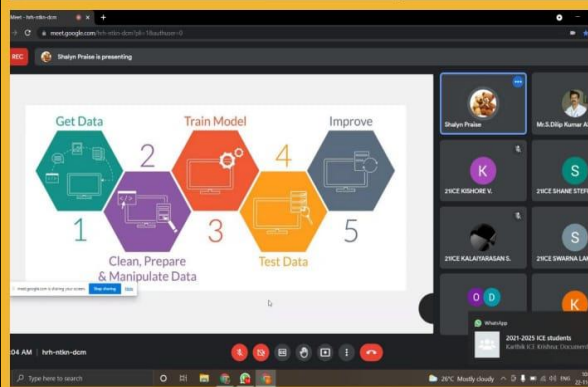 Meet - hrh-ntkn-dcm
meet.google.com/hrh-ntkn-dcm?pli=1&authuser=0
REC
Shalyn Praise is presenting
Get Data
Train Model
Improve
2
4
1
3
5
Clean, Prepare
& Manipulate Data
Test Data
meet.google.com is sharing your screen.
Stop sharing
Hide
Shalyn Praise
Mr.S.Dilip Kumar A
K
21ICE KISHORE V.
S
21ICE SHANE STEF
21ICE KALAIYARASAN S.
S
21ICE SWARNA LA
O
D
K
WhatsApp
2021-2025 ICE students
Karthik ICE Krishna: Document
:04 AM
hrh-ntkn-dcm
Type here to search
26°C Mostly cloudy
ENG